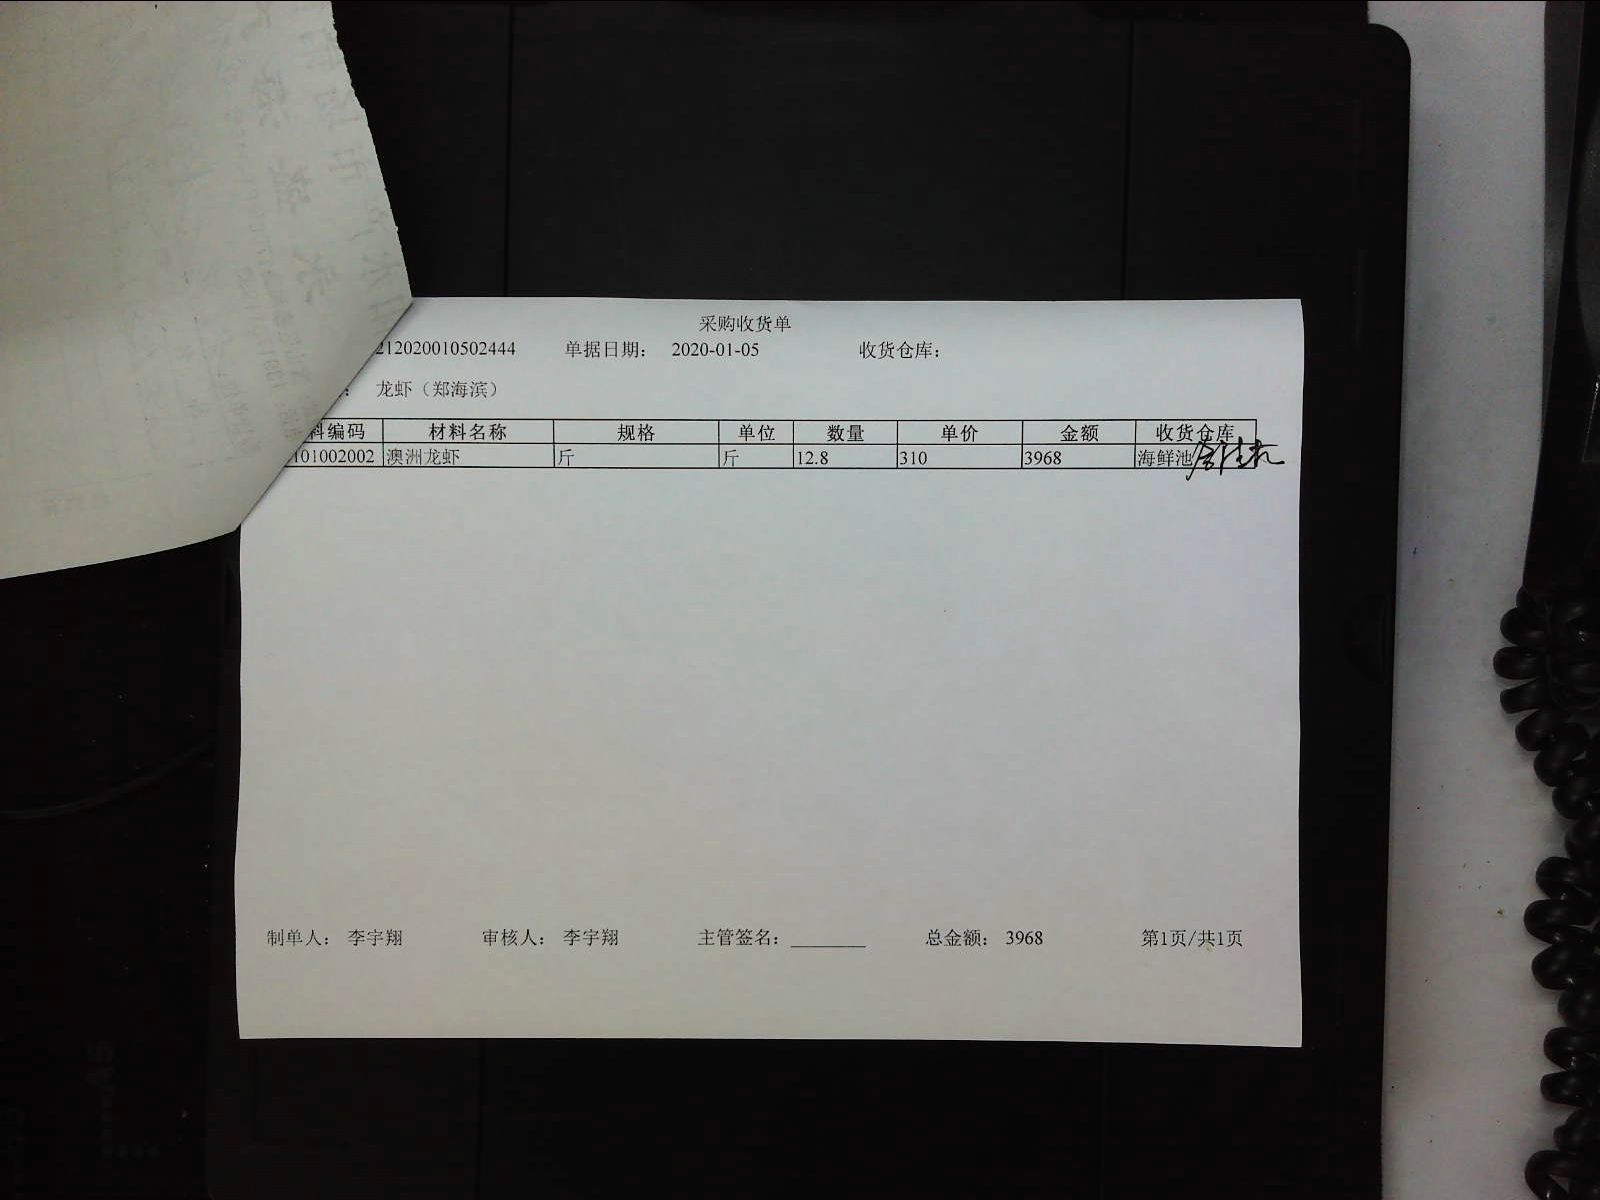 采购收货单
212020010502444 单据日期: 2020-01-05 收货仓库:
: 龙虾（郑海滨）
料编码 材料名称 规格 单位 数量 单价 金额 收货仓库
101002002 澳洲龙虾 斤 斤 12.8 310 3968 海鲜池
制单人: 李宇翔 审核人: 李宇翔 主管签名: ________ 总金额: 3968 第1页/共1页